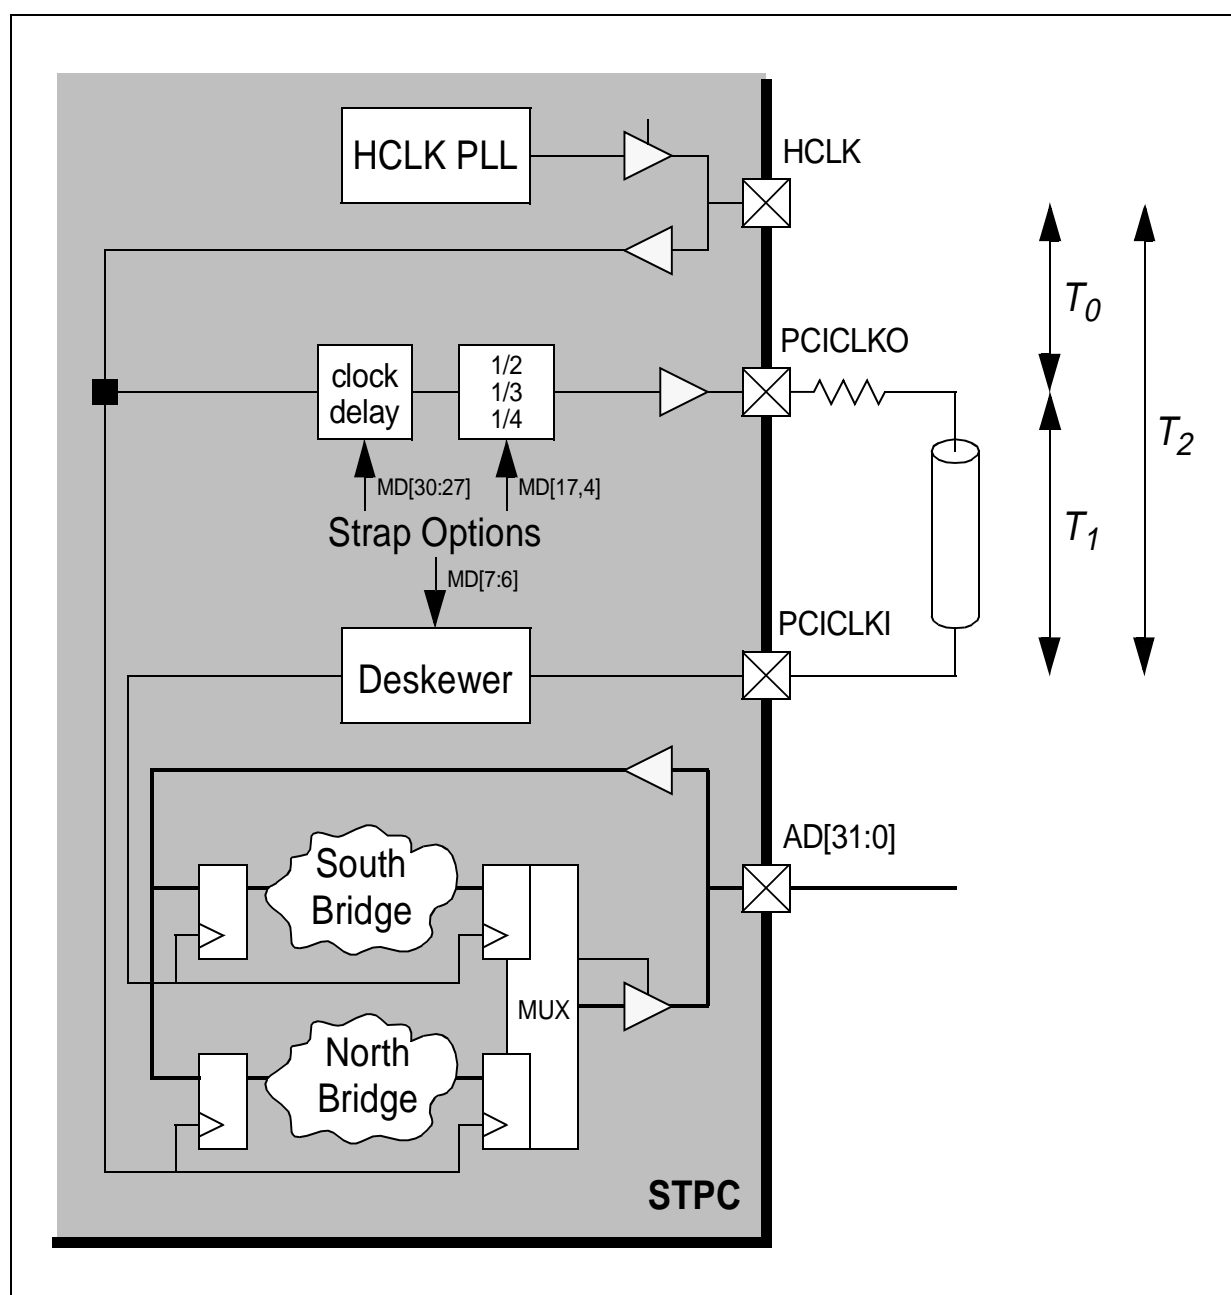 HCLK PLL
HCLK
T0
PCICLKO
clock
delay
1/2
1/3
1/4
T2
MD[30:27]
MD[17,4]
Strap Options
T1
MD[7:6]
PCICLKI
Deskewer
AD[31:0]
South
Bridge
MUX
North
Bridge
STPC